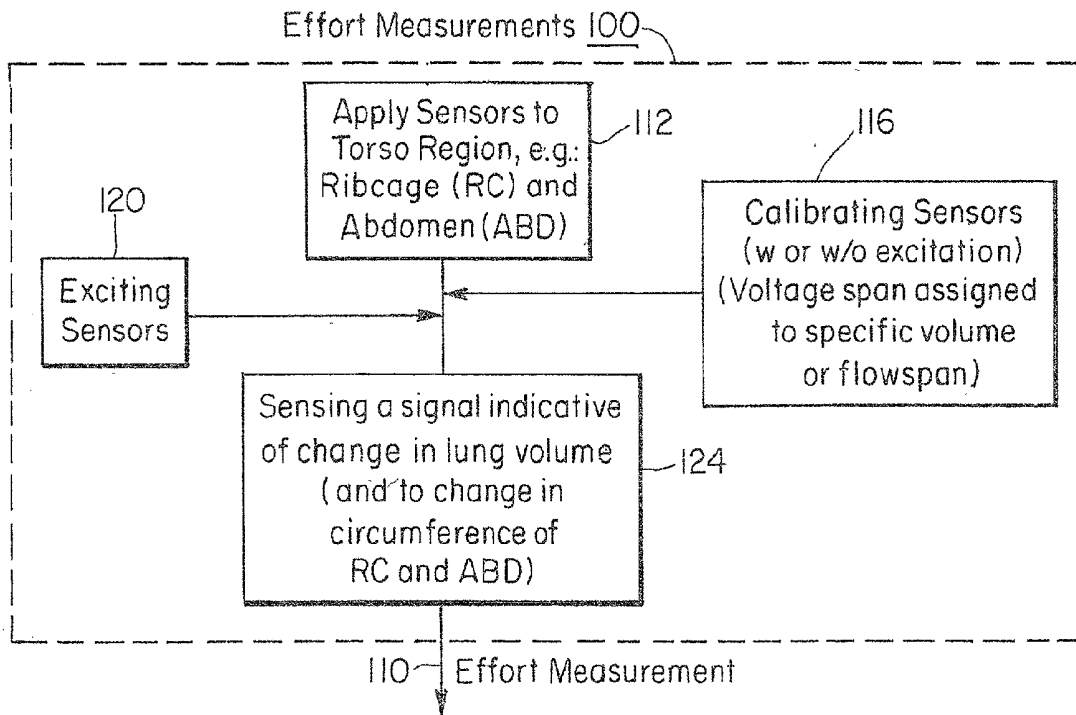 Effort Measurements 100
Apply Sensors to
Torso Region, e.g.:
Ribcage (RC) and
Abdomen (ABD)
112
116
Calibrating Sensors
(w or w/o excitation)
(Voltage span assigned
to specific volume
or flowspan)
120
Exciting
Sensors
Sensing a signal indicative
of change in lung volume
(and to change in
circumference of
RC and ABD)
124
110 Effort Measurement